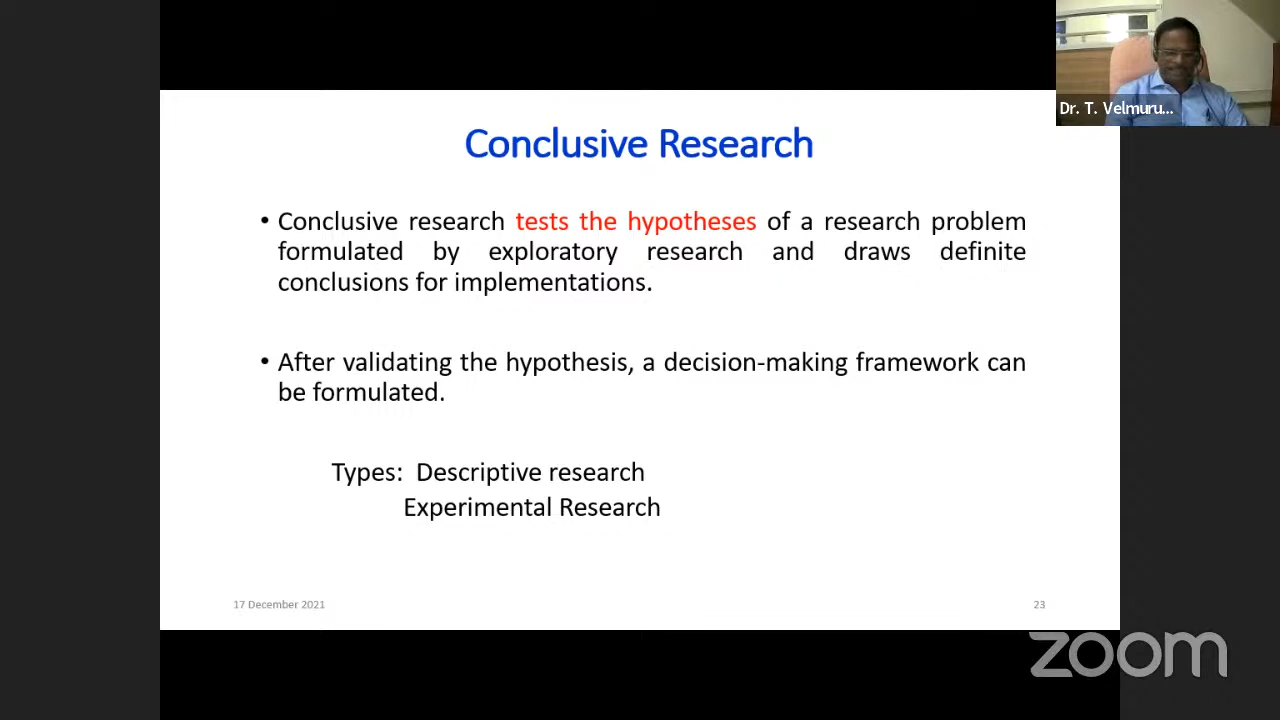 Dr. T. Velmuru...
Conclusive Research
• Conclusive research tests the hypotheses of a research problem
formulated by exploratory research and draws definite
conclusions for implementations.
• After validating the hypothesis, a decision-making framework can
be formulated.
Types: Descriptive research
Experimental Research
17 December 2021
23
zoom